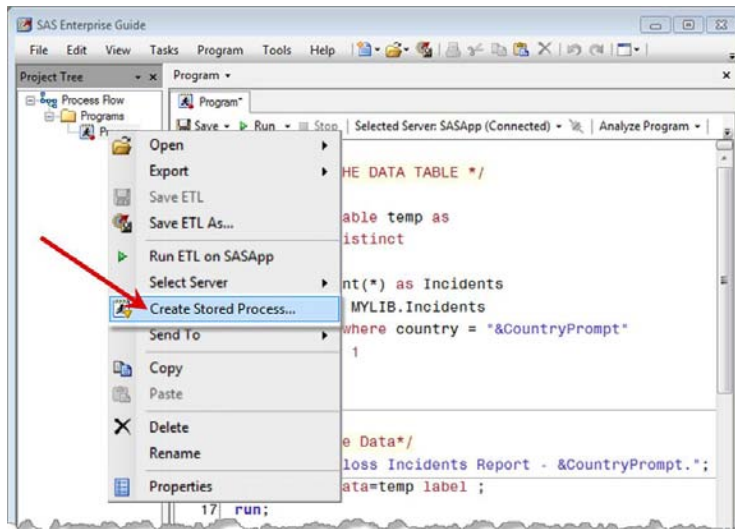 SAS Enterprise Guide
File Edit View Tasks Program Tools Help
Project Tree
Program
Process Flow
Program*
Programs
Save Run Stop Selected Server: SASApp (Connected) Analyze Program
Open
Export
HE DATA TABLE */
Save ETL
Save ETL As...
able temp as
istinct
Run ETL on SASApp
Select Server
nt(*) as Incidents
Create Stored Process...
MYLIB.Incidents
Send To
where country = "&CountryPrompt"
1
Copy
Paste
Delete
e Data*/
Rename
loss Incidents Report - &CountryPrompt.";
Properties
ata=temp label ;
17 run;